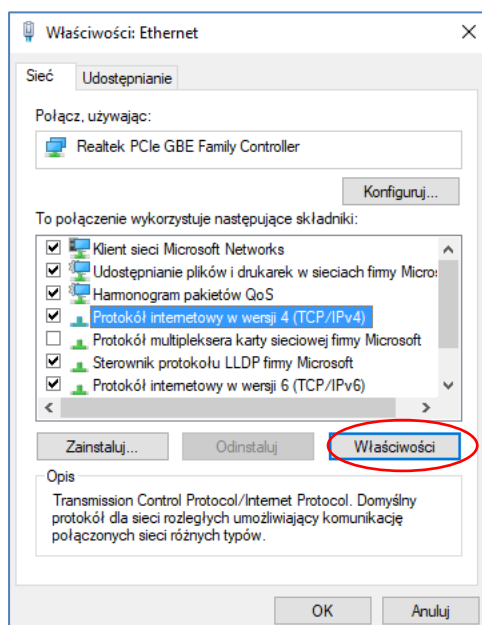 Właściwości: Ethernet
Sieć
Udostępnianie
Połącz, używając:
Realtek PCIe GBE Family Controller
Konfiguruj...
To połączenie wykorzystuje następujące składniki:
Klient sieci Microsoft Networks
Udostępnianie plików i drukarek w sieciach firmy Micro
Harmonogram pakietów QoS
Protokół internetowy w wersji 4 (TCP/IPv4)
Protokół multipleksera karty sieciowej firmy Microsoft
Sterownik protokołu LLDP firmy Microsoft
Protokół internetowy w wersji 6 (TCP/IPv6)
Zainstaluj...
Odinstaluj
Właściwości
Opis
Transmission Control Protocol/Internet Protocol. Domyślny
protokół dla sieci rozległych umożliwiający komunikację
połączonych sieci różnych typów.
OK
Anuluj